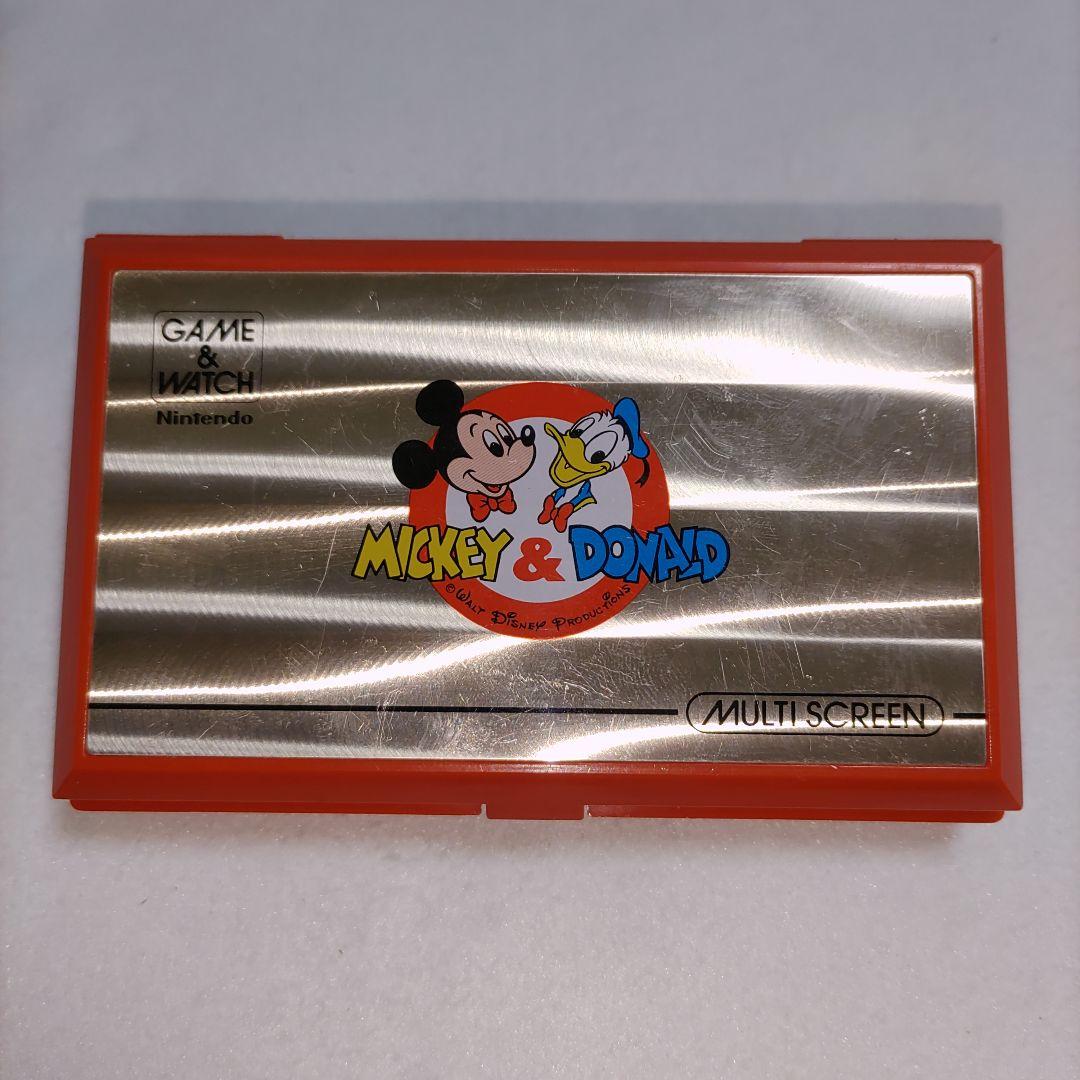 GAME
&
WATCH
Nintendo
MICKEY & DONALD
© WALT DISNEY PRODUCTIONS
MULTI SCREEN